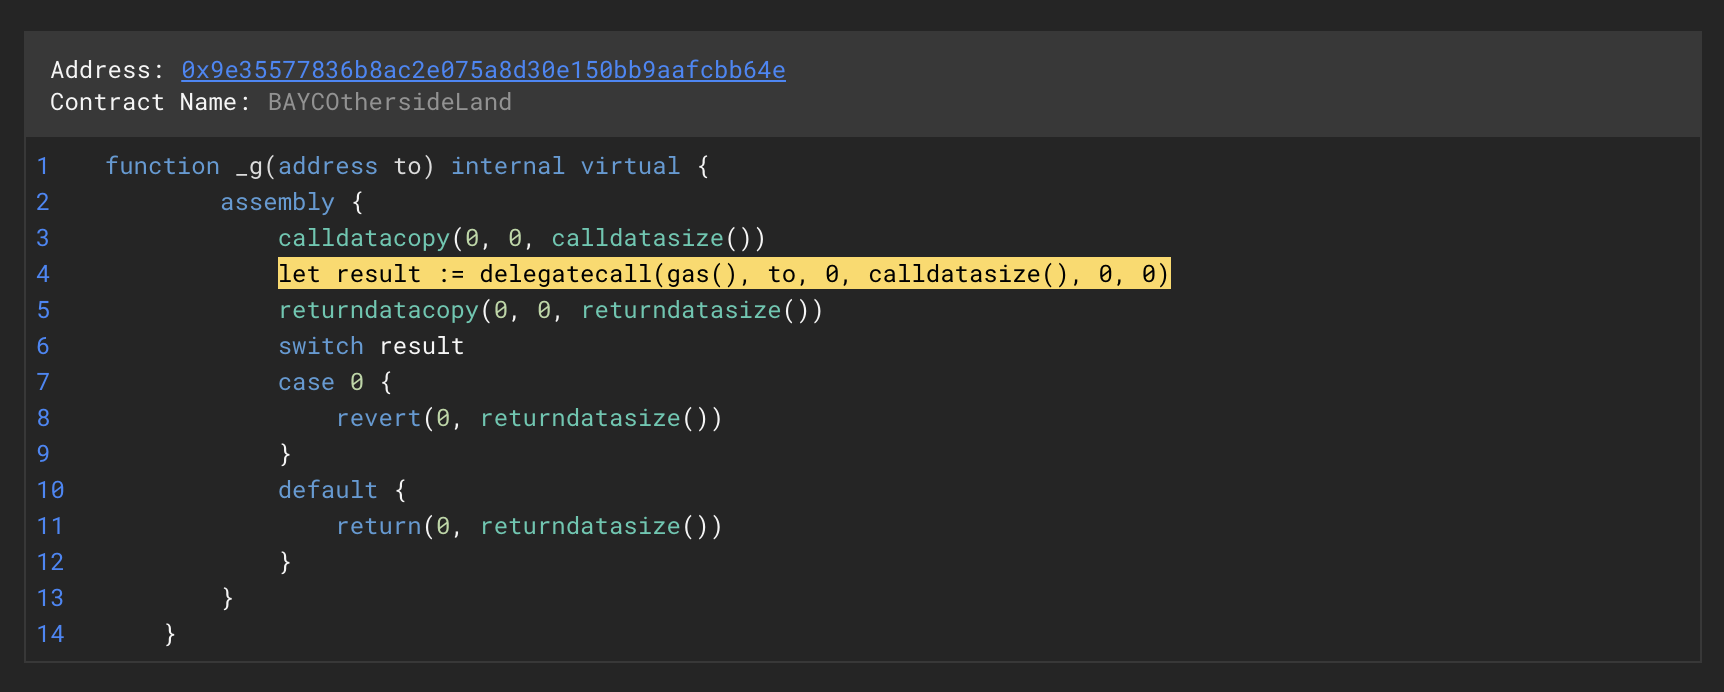 Address: 0x9e35577836b8ac2e075a8d30e150bb9aafcbb64e
Contract Name: BAYCOthersideLand
1 function _g(address to) internal virtual {
2 assembly {
3 calldatacopy(0, 0, calldatasize())
4 let result := delegatecall(gas(), to, 0, calldatasize(), 0, 0)
5 returndatacopy(0, 0, returndatasize())
6 switch result
7 case 0 {
8 revert(0, returndatasize())
9 }
10 default {
11 return(0, returndatasize())
12 }
13 }
14 }